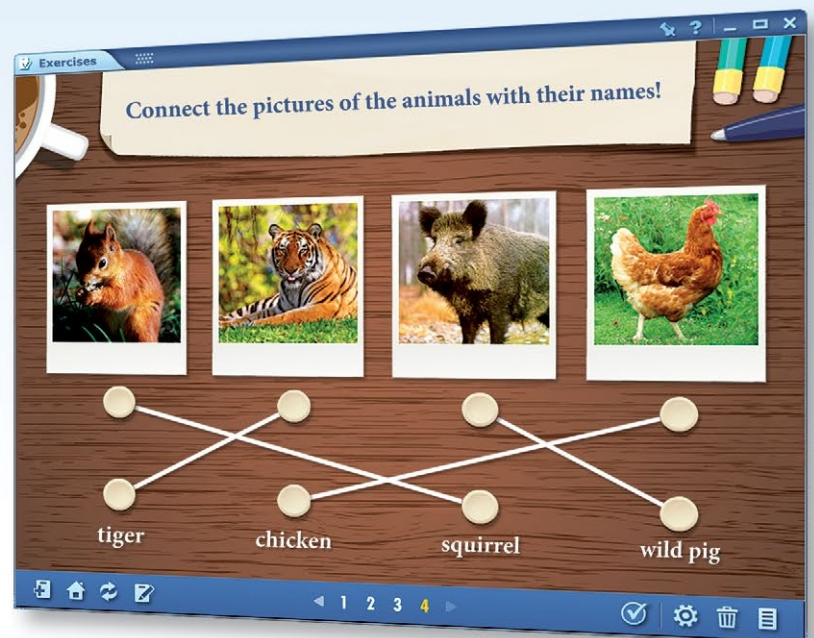 Exercises
?
Connect the pictures of the animals with their names!
tiger
chicken
squirrel
wild pig
1 2 3 4